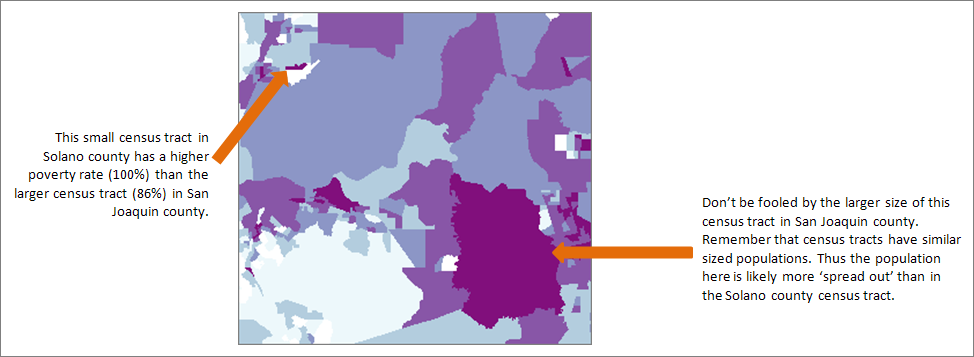 This small census tract in
Solano county has a higher
poverty rate (100%) than the
larger census tract (86%) in San
Joaquin county.
Don’t be fooled by the larger size of this
census tract in San Joaquin county.
Remember that census tracts have similar
sized populations. Thus the population
here is likely more ‘spread out’ than in
the Solano county census tract.